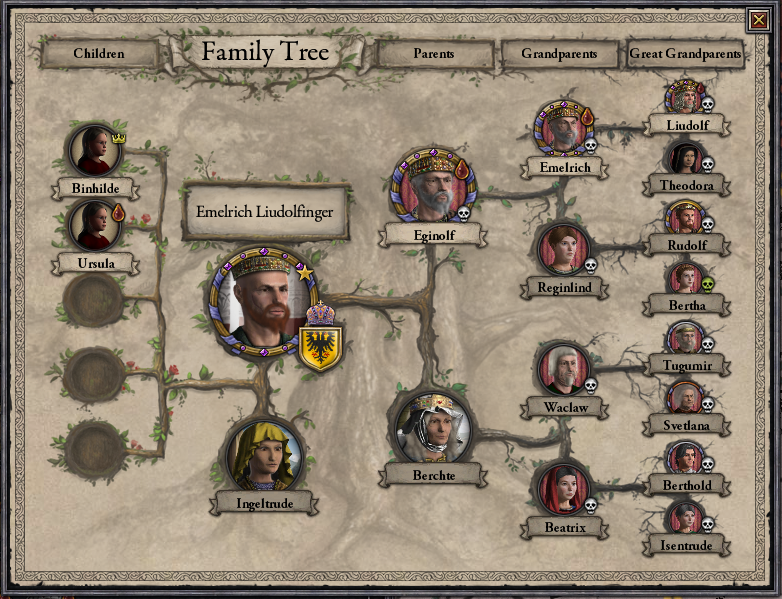 Children
Family Tree
Parents
Grandparents
Great Grandparents
Binhilde
Ursula
Emelrich Liudolfinger
Ingeltrude
Eginolf
Berchte
Emelrich
Reginlind
Waclaw
Beatrix
Liudolf
Theodora
Rudolf
Bertha
Tugumir
Svetlana
Berthold
Isentrude